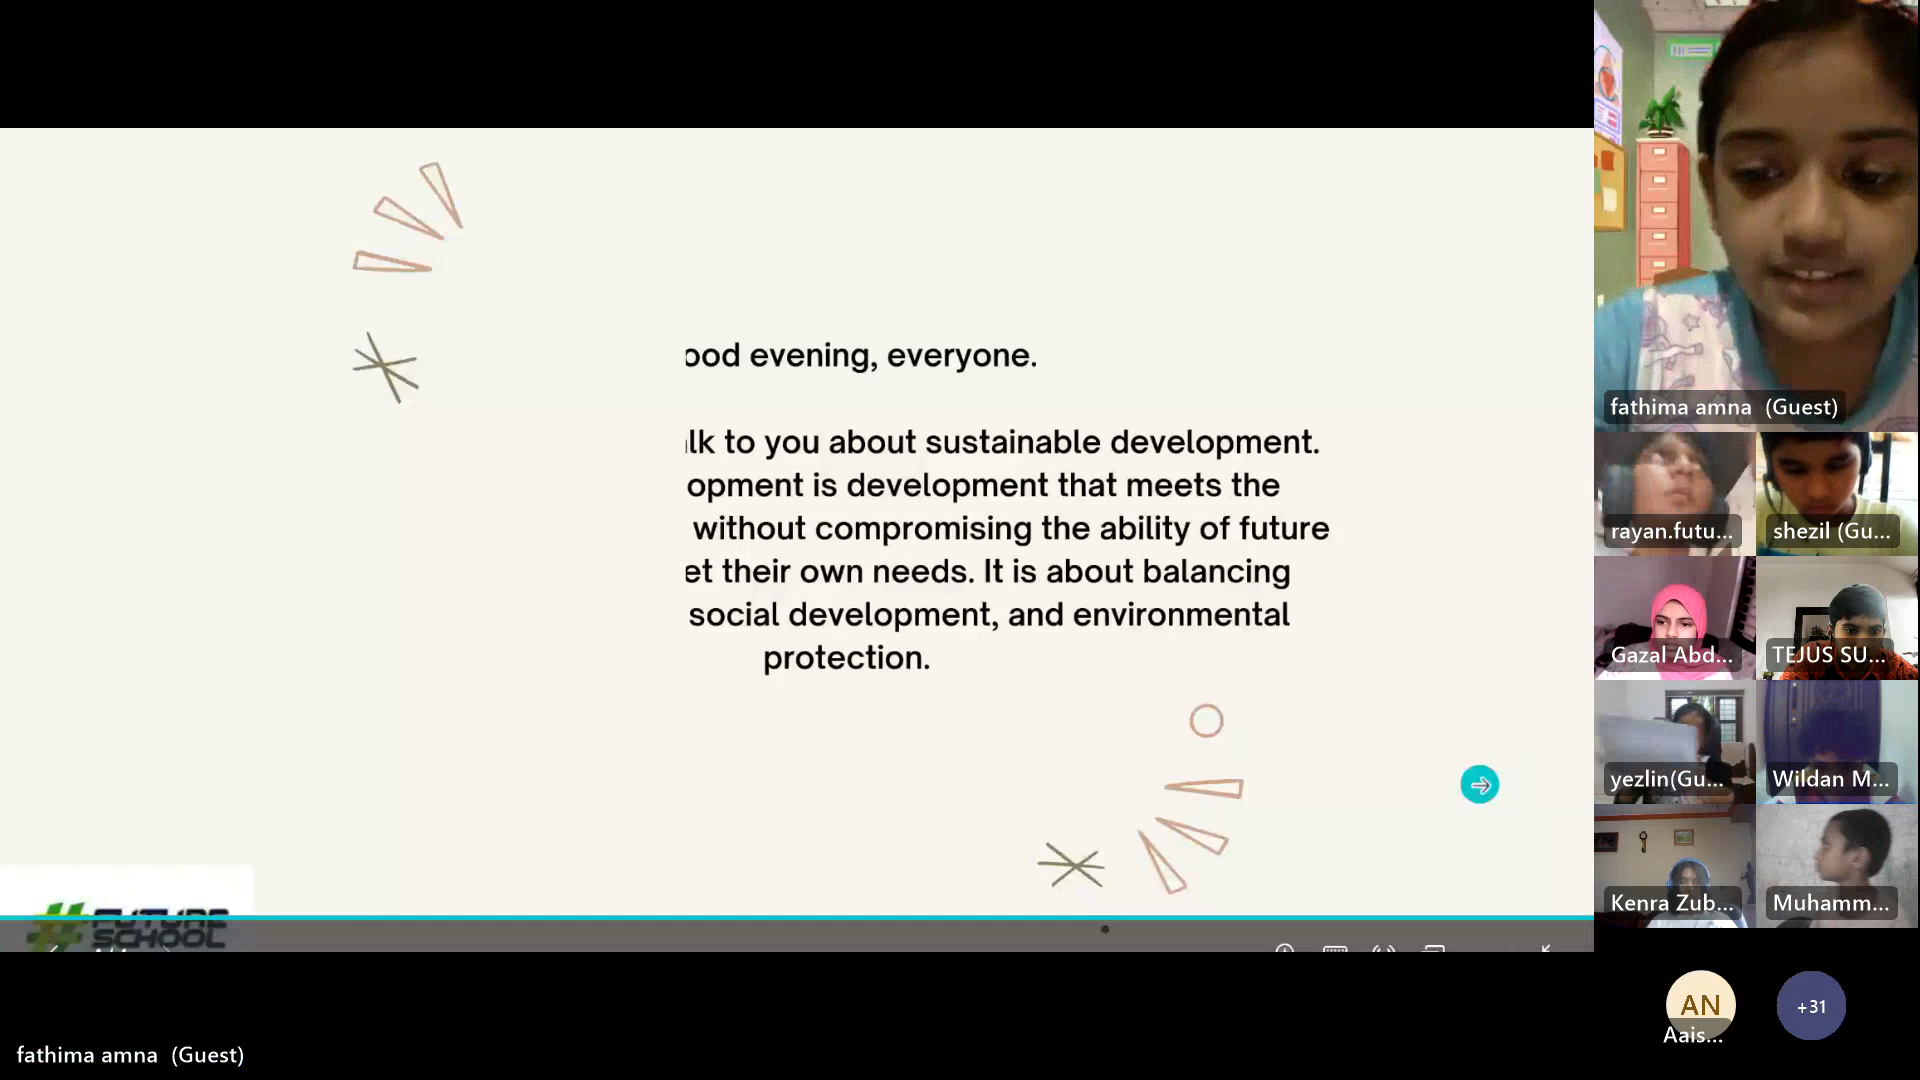 ood evening, everyone.
lk to you about sustainable development.
opment is development that meets the
without compromising the ability of future
et their own needs. It is about balancing
social development, and environmental
protection.
FUTURE
SCHOOL
fathima amna (Guest)
fathima amna (Guest)
rayan.futu...
shezil (Gu...
Gazal Abd...
TEJUS SU...
yezlin(Gu...
Wildan M...
Kenra Zub...
Muhamm...
AN
Aais...
+31